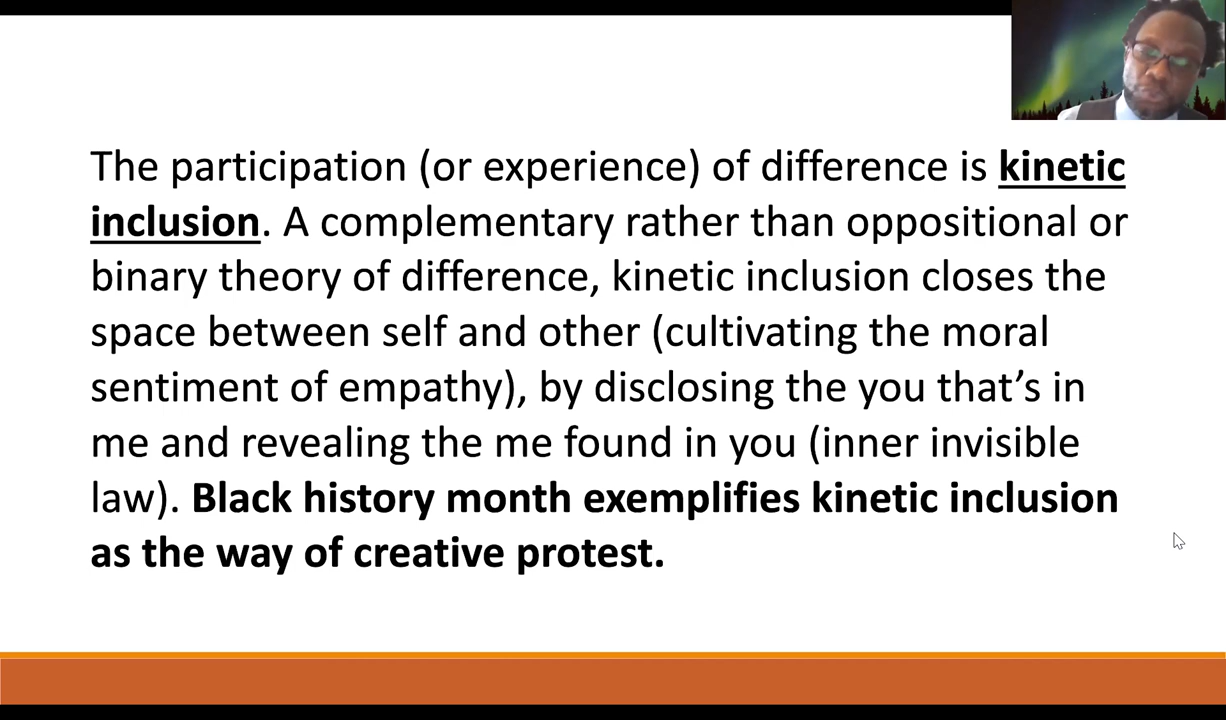 The participation (or experience) of difference is kinetic
inclusion. A complementary rather than oppositional or
binary theory of difference, kinetic inclusion closes the
space between self and other (cultivating the moral
sentiment of empathy), by disclosing the you that’s in
me and revealing the me found in you (inner invisible
law). Black history month exemplifies kinetic inclusion
as the way of creative protest.